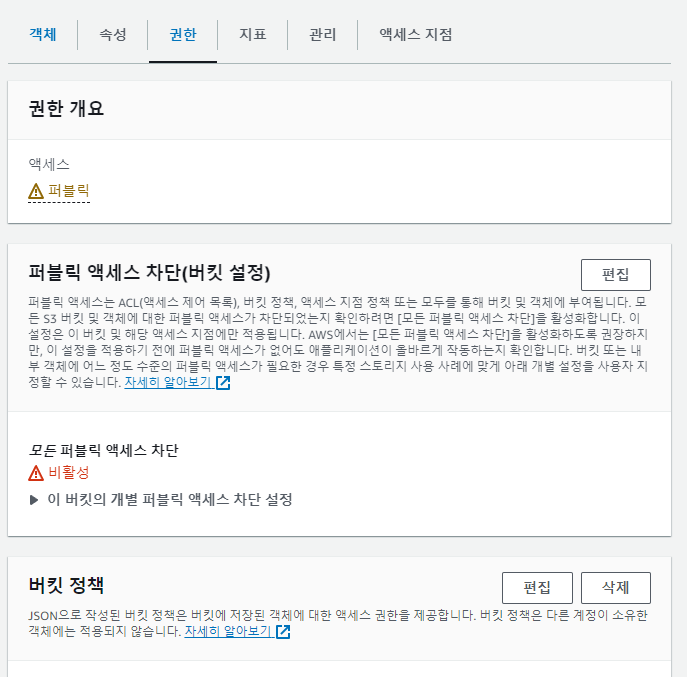 객체 속성 권한 지표 관리 액세스 지점
권한 개요
액세스
퍼블릭
퍼블릭 액세스 차단(버킷 설정)
편집
퍼블릭 액세스는 ACL(액세스 제어 목록), 버킷 정책, 액세스 지점 정책 또는 모두를 통해 버킷 및 객체에 부여됩니다. 모
든 S3 버킷 및 객체에 대한 퍼블릭 액세스가 차단되었는지 확인하려면 [모든 퍼블릭 액세스 차단]을 활성화합니다. 이
설정은 이 버킷 및 해당 액세스 지점에만 적용됩니다. AWS에서는 [모든 퍼블릭 액세스 차단]을 활성화하도록 권장하지
만, 이 설정을 적용하기 전에 퍼블릭 액세스가 없어도 애플리케이션이 올바르게 작동하는지 확인합니다. 버킷 또는 내
부 객체에 어느 정도 수준의 퍼블릭 액세스가 필요한 경우 특정 스토리지 사용 사례에 맞게 아래 개별 설정을 사용자 지
정할 수 있습니다. 자세히 알아보기
모든 퍼블릭 액세스 차단
비활성
이 버킷의 개별 퍼블릭 액세스 차단 설정
버킷 정책
편집 삭제
JSON으로 작성된 버킷 정책은 버킷에 저장된 객체에 대한 액세스 권한을 제공합니다. 버킷 정책은 다른 계정이 소유한
객체에는 적용되지 않습니다. 자세히 알아보기